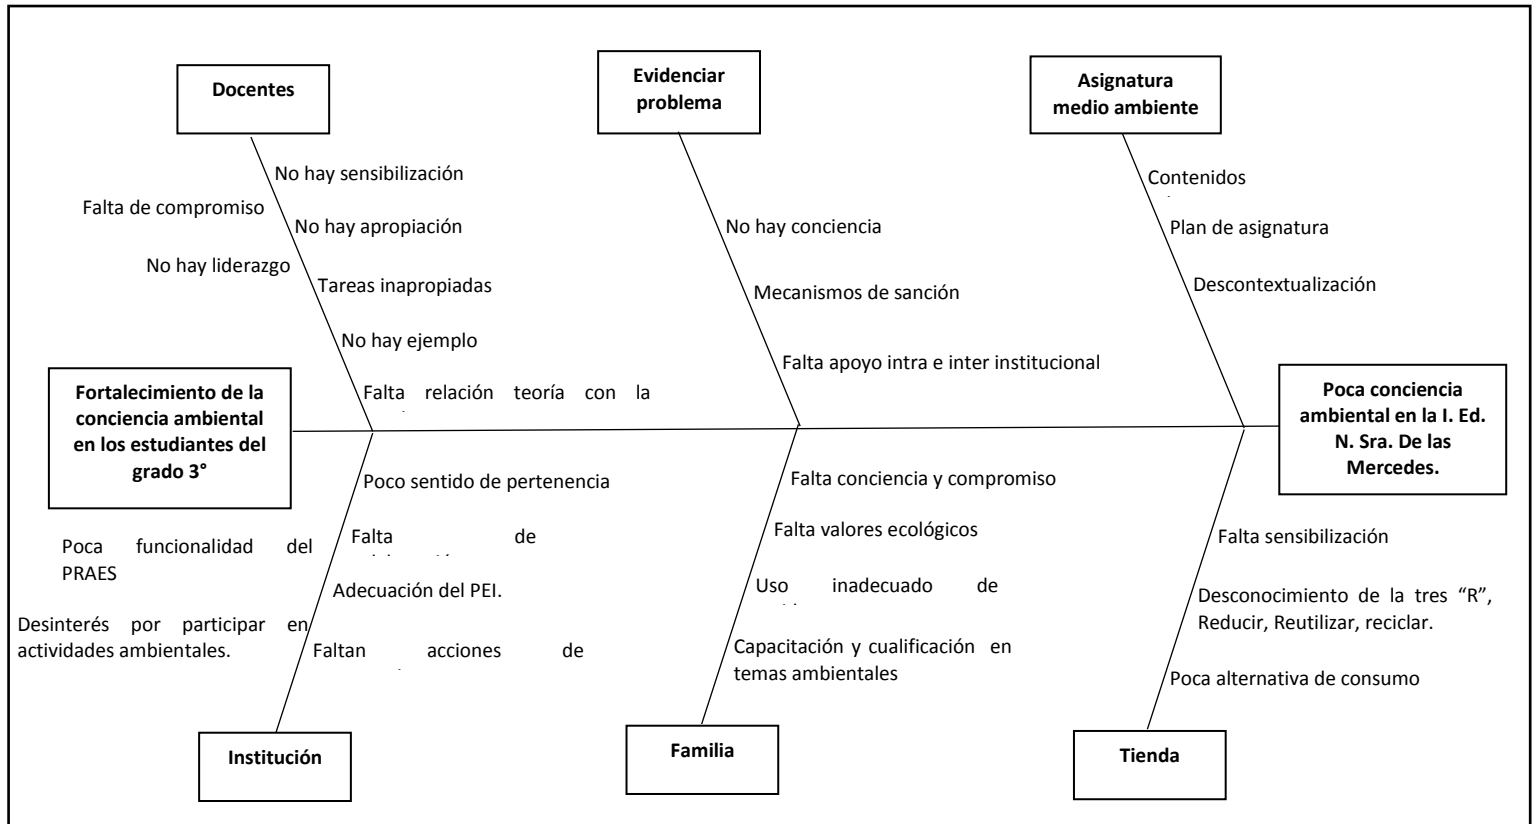 Docentes
Evidenciar
problema
Asignatura
medio ambiente
No hay sensibilización
Falta de compromiso
No hay apropiación
No hay liderazgo
Tareas inapropiadas
No hay ejemplo
Falta relación teoría con la
No hay conciencia
Mecanismos de sanción
Falta apoyo intra e inter institucional
Contenidos
Plan de asignatura
Descontextualización
Fortalecimiento de la
conciencia ambiental
en los estudiantes del
grado 3°
Poca conciencia
ambiental en la I. Ed.
N. Sra. De las
Mercedes.
Poco sentido de pertenencia
Falta de
Poca funcionalidad del
PRAES
Adecuación del PEI.
Desinterés por participar en
actividades ambientales.
Faltan acciones de
Falta conciencia y compromiso
Falta valores ecológicos
Uso inadecuado de
Capacitación y cualificación en
temas ambientales
Falta sensibilización
Desconocimiento de la tres “R”,
Reducir, Reutilizar, reciclar.
Poca alternativa de consumo
Institución
Familia
Tienda